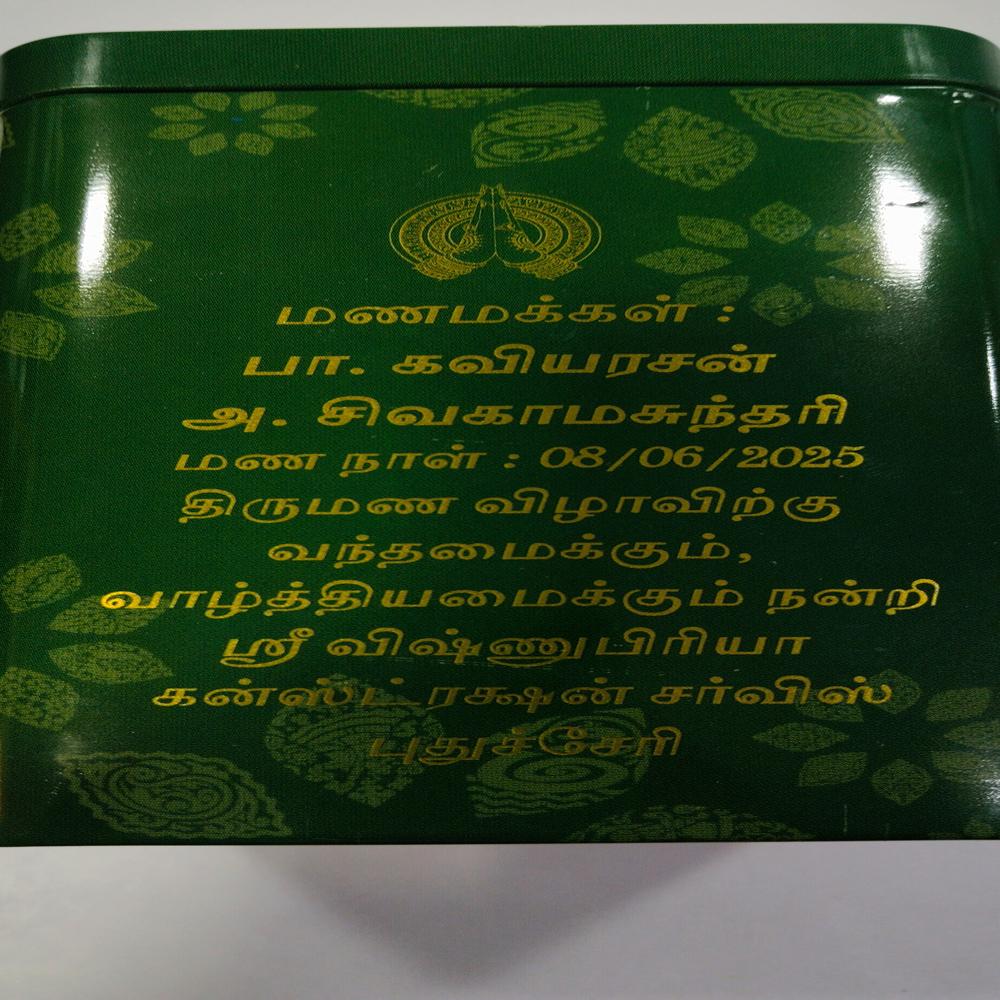 மணமக்கள் :
பா. கவியரசன்
அ. சிவகாமசுந்தரி
மண நாள் : 08/06/2025
திருமண விழாவிற்கு
வந்தமைக்கும்,
வாழ்த்தியமைக்கும் நன்றி
ஸ்ரீ விஷ்ணுபிரியா
கன்ஸ்ட்ரக்ஷன் சர்விஸ்
புதுச்சேரி